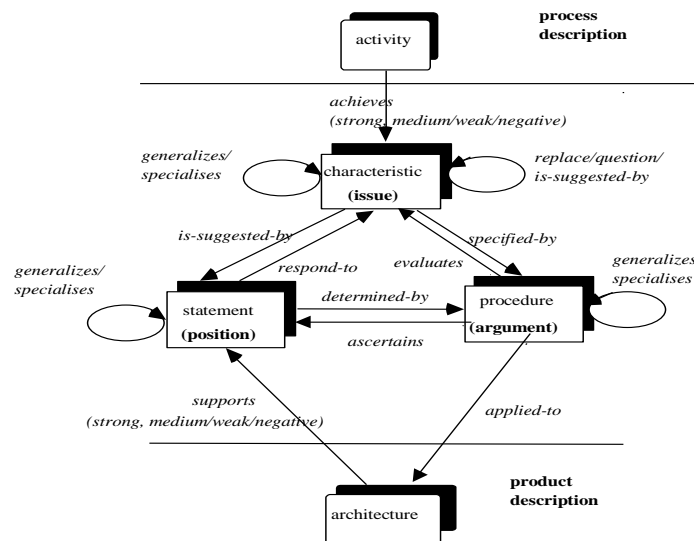 process
description
activity
achieves
(strong, medium/weak/negative)
generalizes/
specialises
characteristic
(issue)
replace/question/
is-suggested-by
is-suggested-by
respond-to
evaluates
specified-by
generalizes/
specialises
statement
(position)
determined-by
ascertains
procedure
(argument)
generalizes/
specialises
supports
(strong, medium/weak/negative)
applied-to
product
description
architecture